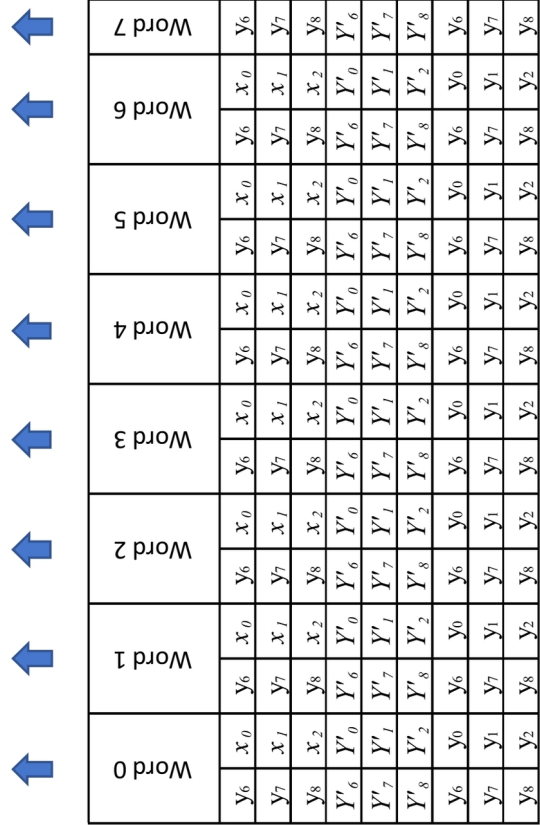 Word 0 Word 1 Word 2 Word 3 Word 4 Word 5 Word 6 Word 7
y₆ x₀ y₆ x₀ y₆ x₀ y₆ x₀ y₆ x₀ y₆ x₀ y₆ x₀ y₆
y₇ x₁ y₇ x₁ y₇ x₁ y₇ x₁ y₇ x₁ y₇ x₁ y₇ x₁ y₇
y₈ x₂ y₈ x₂ y₈ x₂ y₈ x₂ y₈ x₂ y₈ x₂ y₈ x₂ y₈
Y'₆ Y'₀ Y'₆ Y'₀ Y'₆ Y'₀ Y'₆ Y'₀ Y'₆ Y'₀ Y'₆ Y'₀ Y'₆ Y'₀ Y'₆
Y'₇ Y'₁ Y'₇ Y'₁ Y'₇ Y'₁ Y'₇ Y'₁ Y'₇ Y'₁ Y'₇ Y'₁ Y'₇ Y'₁ Y'₇
Y'₈ Y'₂ Y'₈ Y'₂ Y'₈ Y'₂ Y'₈ Y'₂ Y'₈ Y'₂ Y'₈ Y'₂ Y'₈ Y'₂ Y'₈
y₆ y₀ y₆ y₀ y₆ y₀ y₆ y₀ y₆ y₀ y₆ y₀ y₆ y₀ y₆
y₇ y₁ y₇ y₁ y₇ y₁ y₇ y₁ y₇ y₁ y₇ y₁ y₇ y₁ y₇
y₈ y₂ y₈ y₂ y₈ y₂ y₈ y₂ y₈ y₂ y₈ y₂ y₈ y₂ y₈